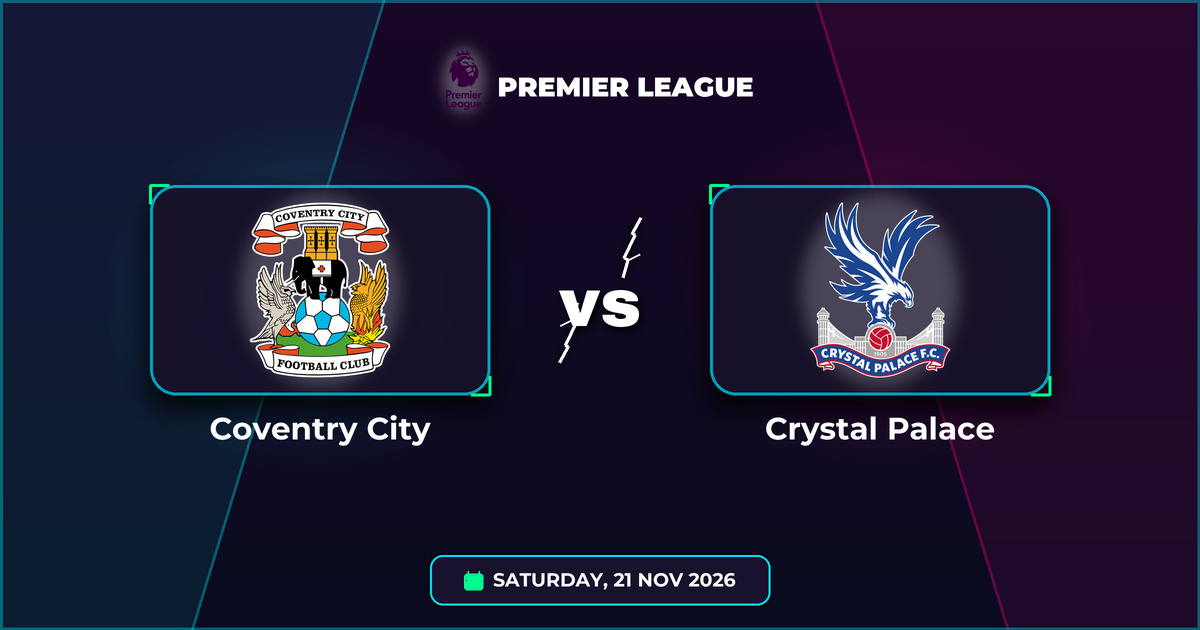 Premier
League
PREMIER LEAGUE
COVENTRY CITY
FOOTBALL CLUB
1905
CRYSTAL PALACE F.C.
VS
Coventry City
Crystal Palace
SATURDAY, 21 NOV 2026